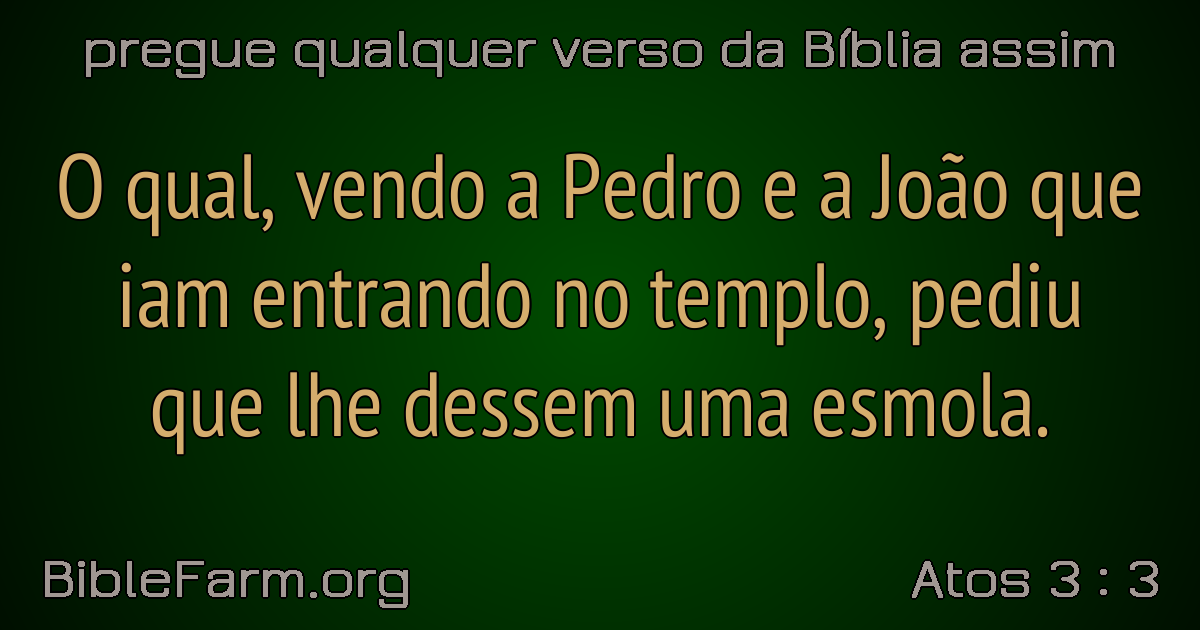 pregue qualquer verso da Bíblia assim
O qual, vendo a Pedro e a João que
iam entrando no templo, pediu
que lhe dessem uma esmola.
BibleFarm.org
Atos 3 : 3